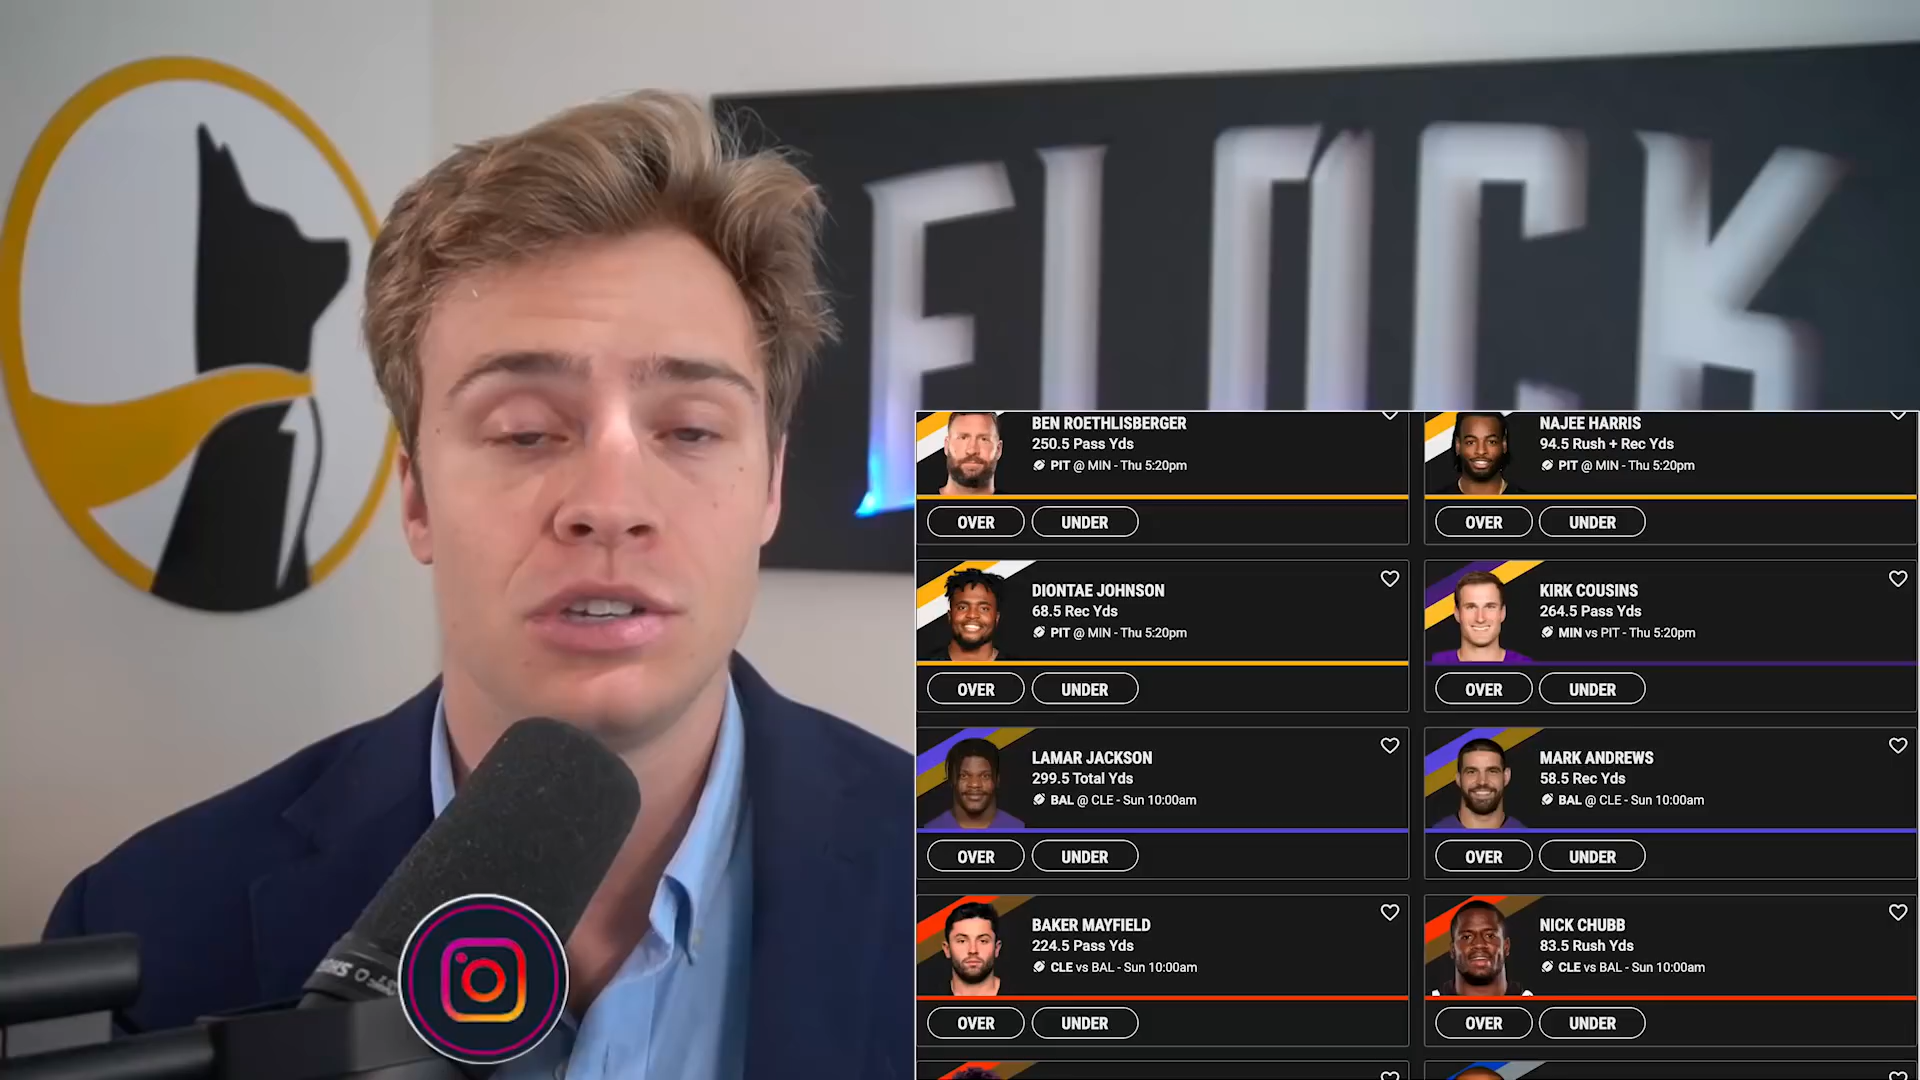 FLOCK
BEN ROETHLISBERGER
250.5 Pass Yds
PIT @ MIN - Thu 5:20pm
OVER UNDER
NAJEE HARRIS
94.5 Rush + Rec Yds
PIT @ MIN - Thu 5:20pm
OVER UNDER
DIONTAE JOHNSON
68.5 Rec Yds
PIT @ MIN - Thu 5:20pm
OVER UNDER
KIRK COUSINS
264.5 Pass Yds
MIN vs PIT - Thu 5:20pm
OVER UNDER
LAMAR JACKSON
299.5 Total Yds
BAL @ CLE - Sun 10:00am
OVER UNDER
MARK ANDREWS
58.5 Rec Yds
BAL @ CLE - Sun 10:00am
OVER UNDER
BAKER MAYFIELD
224.5 Pass Yds
CLE vs BAL - Sun 10:00am
OVER UNDER
NICK CHUBB
83.5 Rush Yds
CLE vs BAL - Sun 10:00am
OVER UNDER